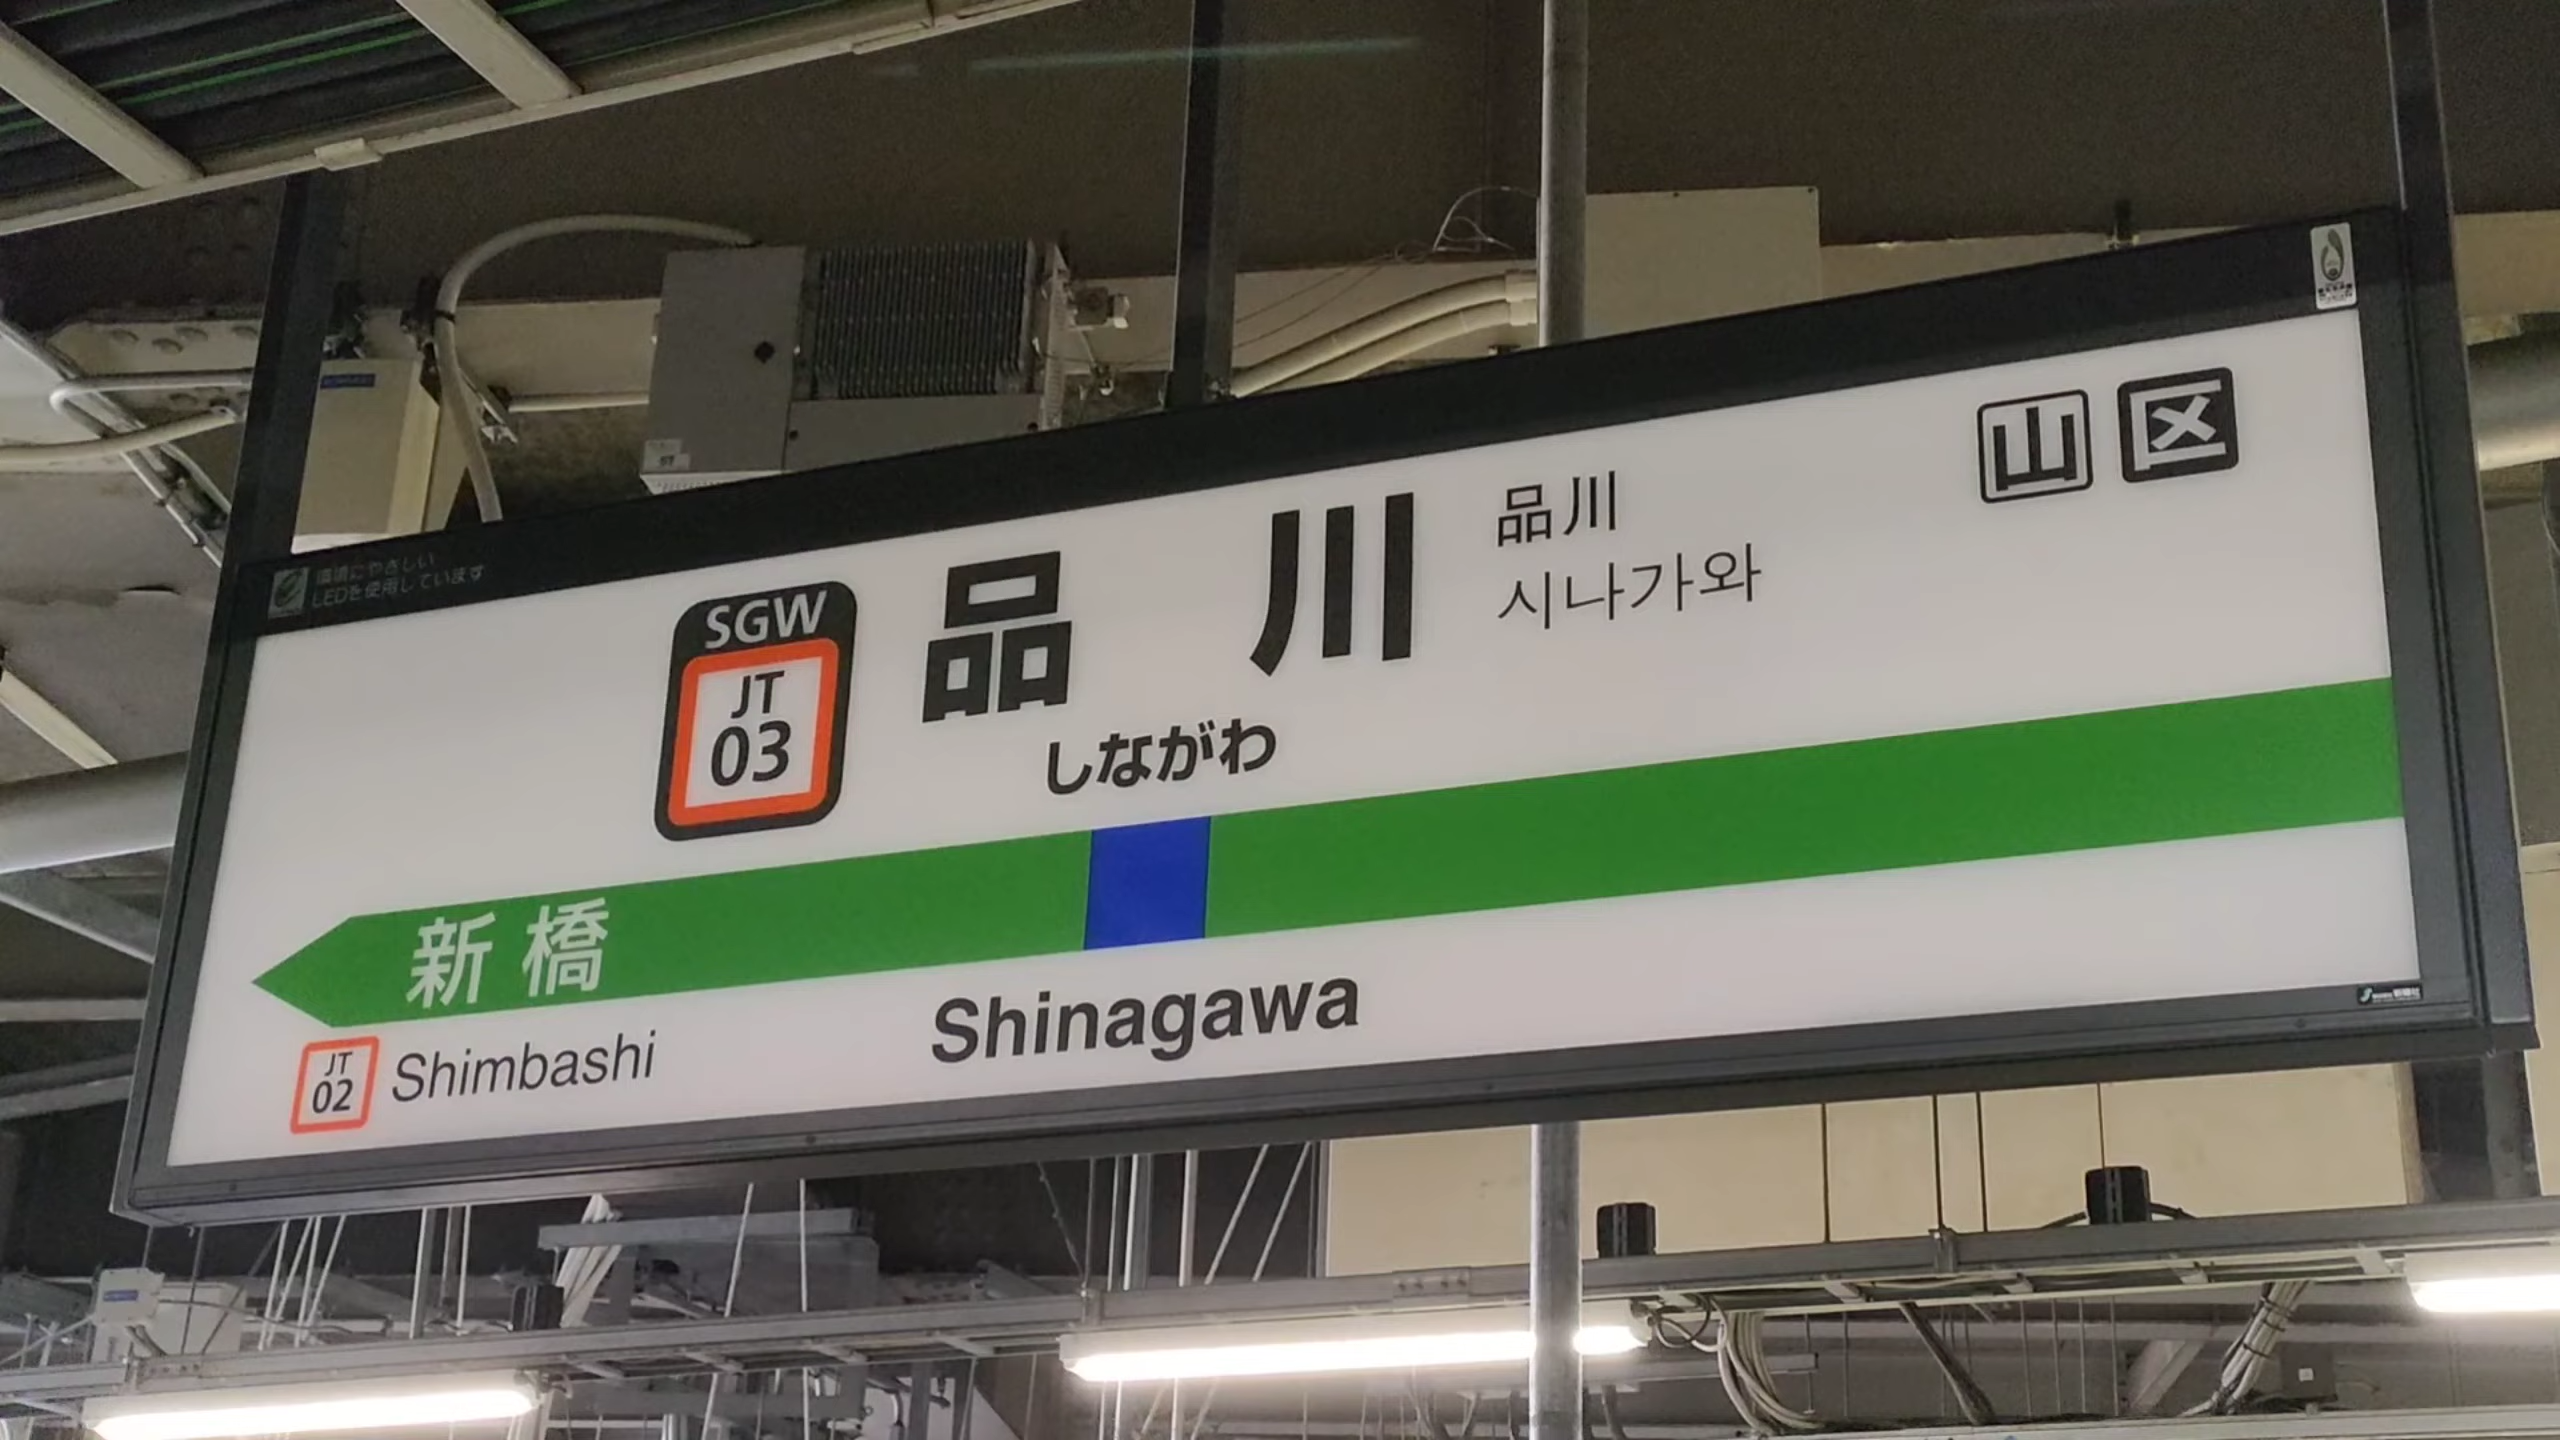 環境にやさしい
LEDを使用しています
SGW
JT
03
品川
品川
시나가와
山 区
しながわ
新橋
JT
02
Shimbashi
Shinagawa